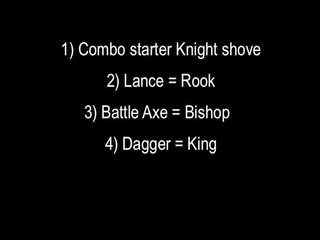 1) Combo starter Knight shove
2) Lance = Rook
3) Battle Axe = Bishop
4) Dagger = King